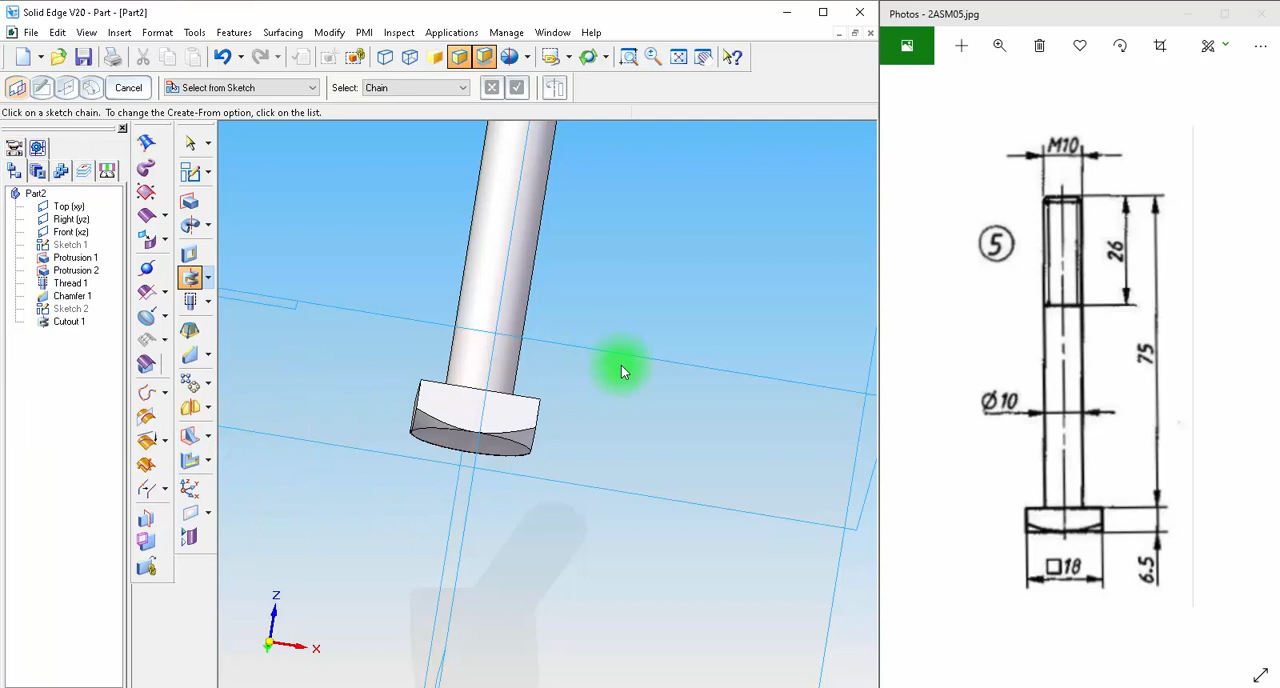 Solid Edge V20 - Part - [Part2]
Photos - 2ASM05.jpg
File Edit View Insert Format Tools Features Surfacing Modify PMI Inspect Applications Manage Window Help
Cancel Select from Sketch Select: Chain
Click on a sketch chain. To change the Create-From option, click on the list.
Part2
Top (xy)
Right (yz)
Front (xz)
Sketch 1
Protrusion 1
Protrusion 2
Thread 1
Chamfer 1
Sketch 2
Cutout 1
Z
X
M10
5
26
75
Ø10
□18
6.5